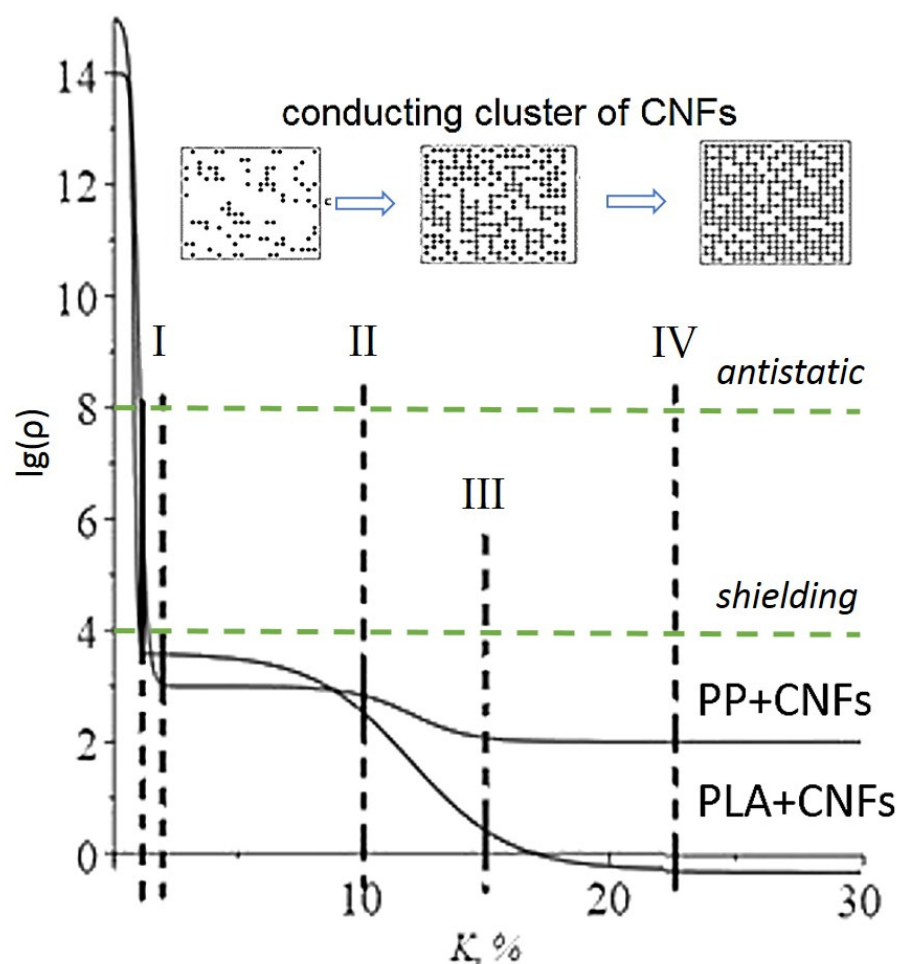 14
conducting cluster of CNFs
12
c
10
I
II
IV
antistatic
8
lg(ρ)
III
6
shielding
4
PP+CNFs
2
PLA+CNFs
0
10
20
30
K, %